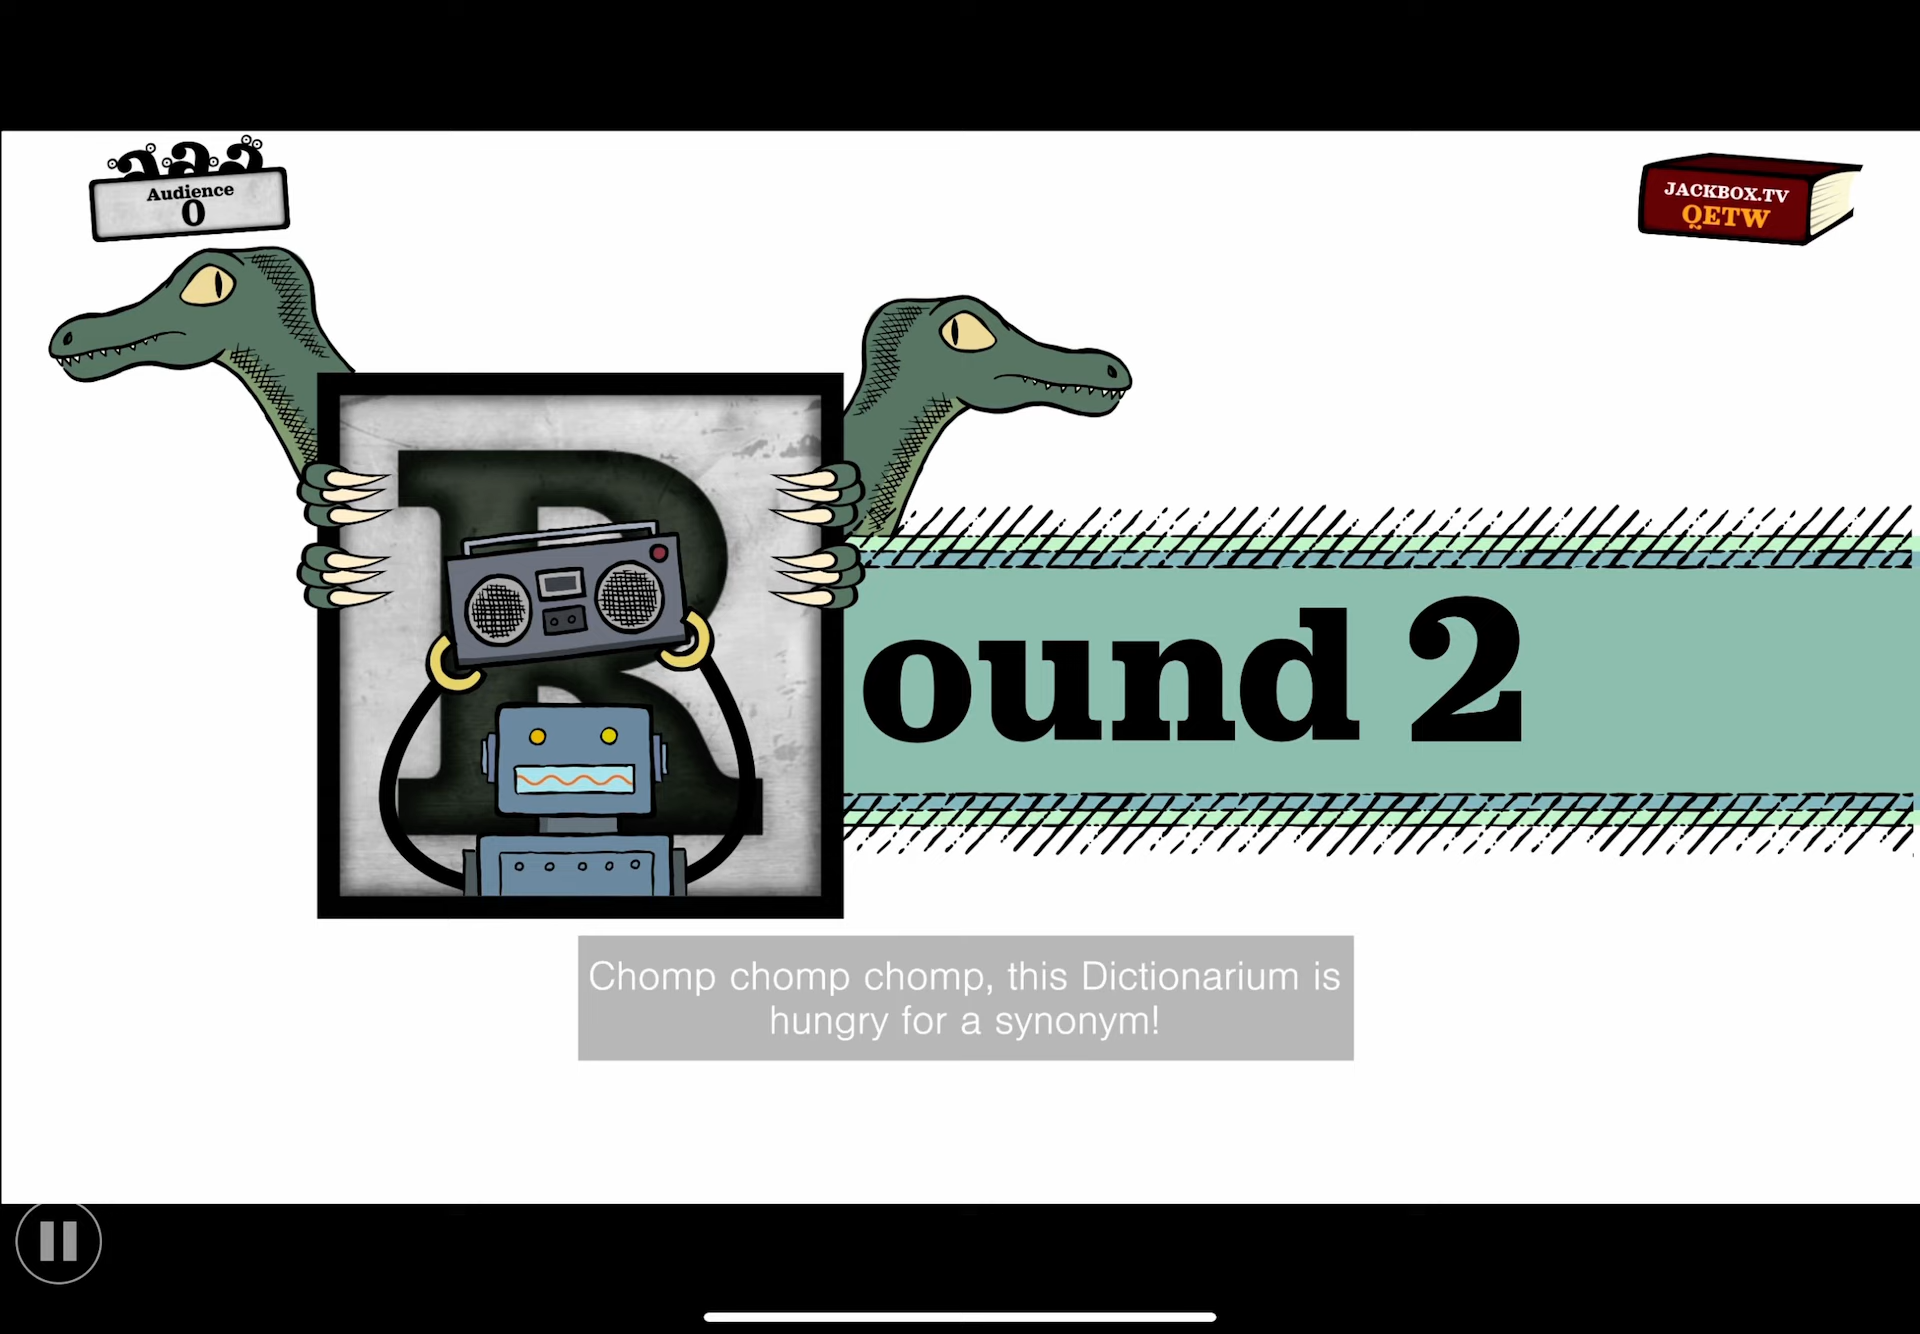 Audience
0
JACKBOX.TV
QETW
Round 2
Chomp chomp chomp, this Dictionarium is
hungry for a synonym!